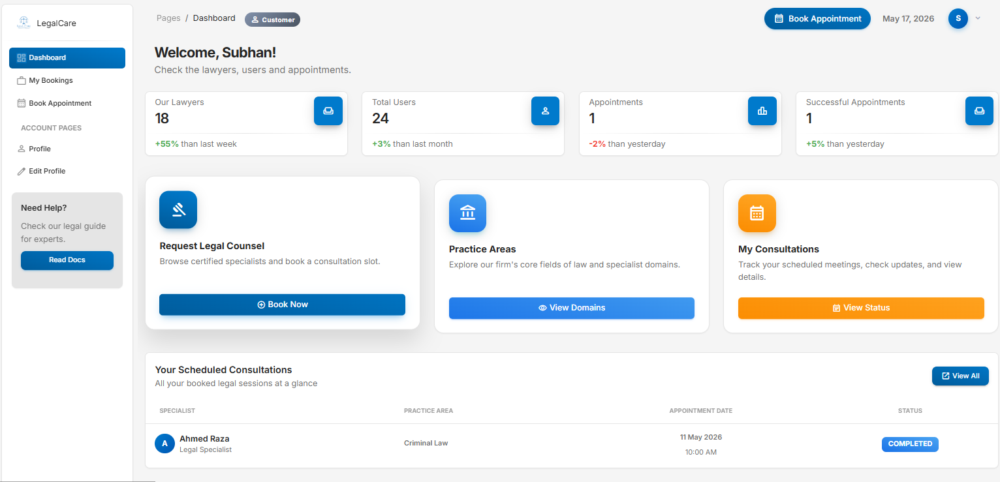 LegalCare
Dashboard
My Bookings
Book Appointment
ACCOUNT PAGES
Profile
Edit Profile
Need Help?
Check our legal guide
for experts.
Read Docs
Pages / Dashboard
Customer
Book Appointment
May 17, 2026
S
Welcome, Subhan!
Check the lawyers, users and appointments.
Our Lawyers
18
+55% than last week
Total Users
24
+3% than last month
Appointments
1
-2% than yesterday
Successful Appointments
1
+5% than yesterday
Request Legal Counsel
Browse certified specialists and book a consultation slot.
Book Now
Practice Areas
Explore our firm's core fields of law and specialist domains.
View Domains
My Consultations
Track your scheduled meetings, check updates, and view
details.
View Status
Your Scheduled Consultations
All your booked legal sessions at a glance
View All
SPECIALIST PRACTICE AREA APPOINTMENT DATE STATUS
A
Ahmed Raza
Legal Specialist
Criminal Law
11 May 2026
10:00 AM
COMPLETED